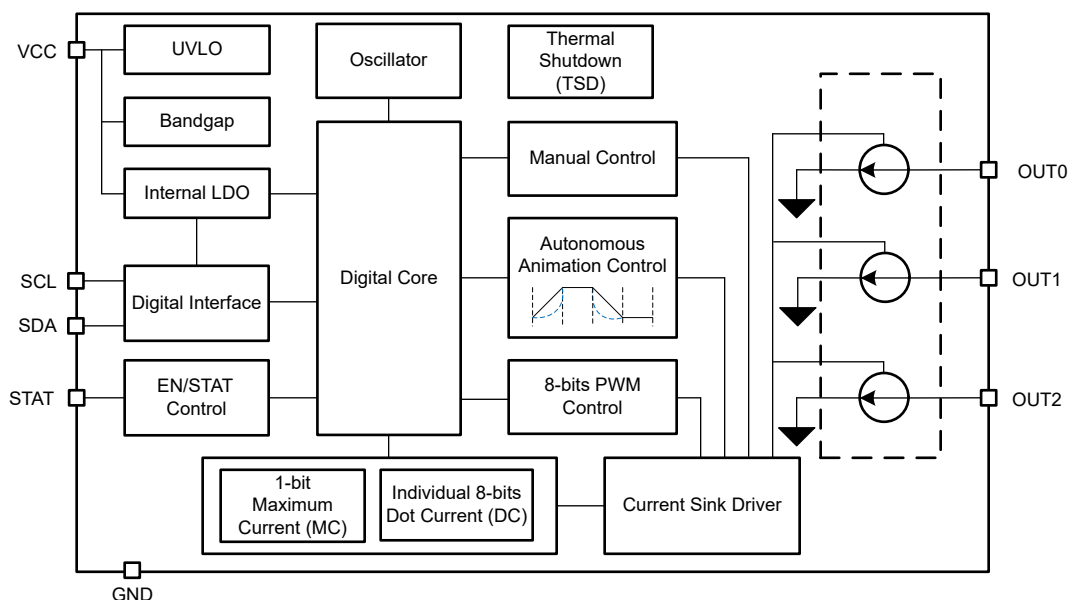 VCC
UVLO
Oscillator
Thermal
Shutdown
(TSD)
Bandgap
Manual Control
Internal LDO
OUT0
SCL
Digital Interface
SDA
Digital Core
Autonomous
Animation Control
OUT1
STAT
EN/STAT
Control
8-bits PWM
Control
OUT2
1-bit
Maximum
Current (MC)
Individual 8-bits
Dot Current (DC)
Current Sink Driver
GND